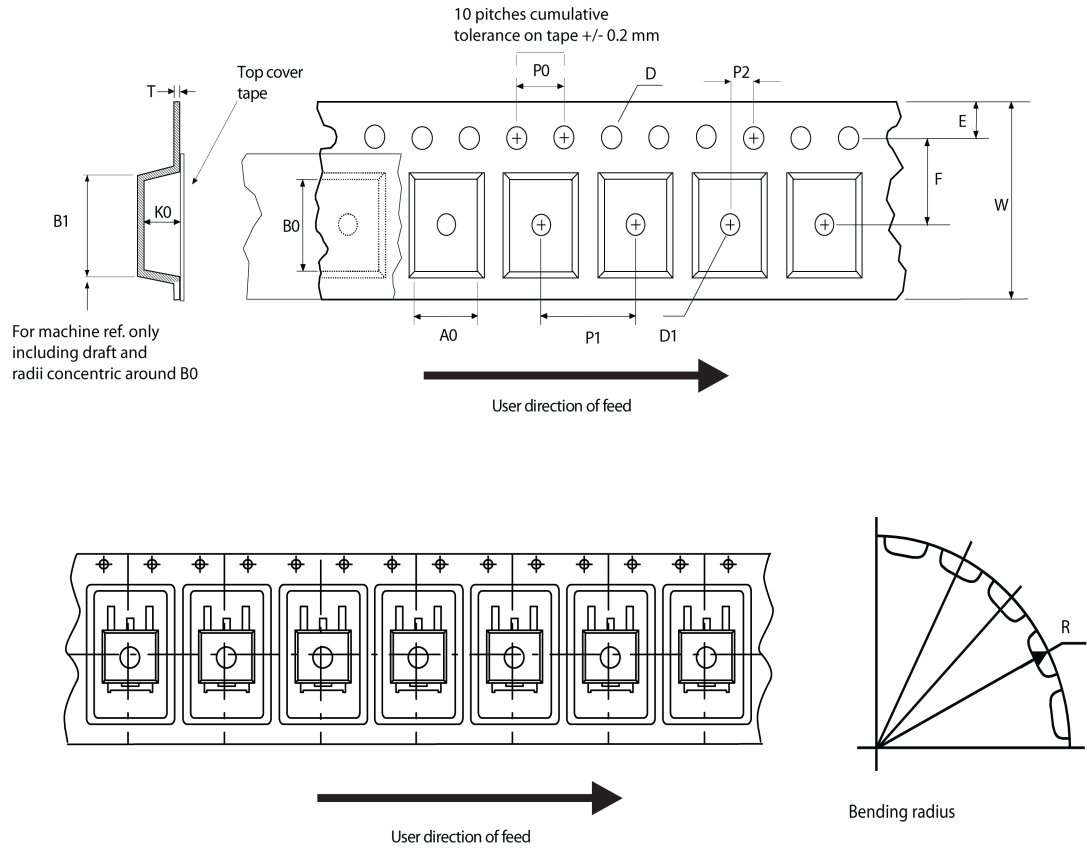 10 pitches cumulative
tolerance on tape +/- 0.2 mm
Top cover
tape
T
P0
D
P2
E
F
W
B1
K0
B0
For machine ref. only
including draft and
radii concentric around B0
A0
P1
D1
User direction of feed
R
Bending radius
User direction of feed